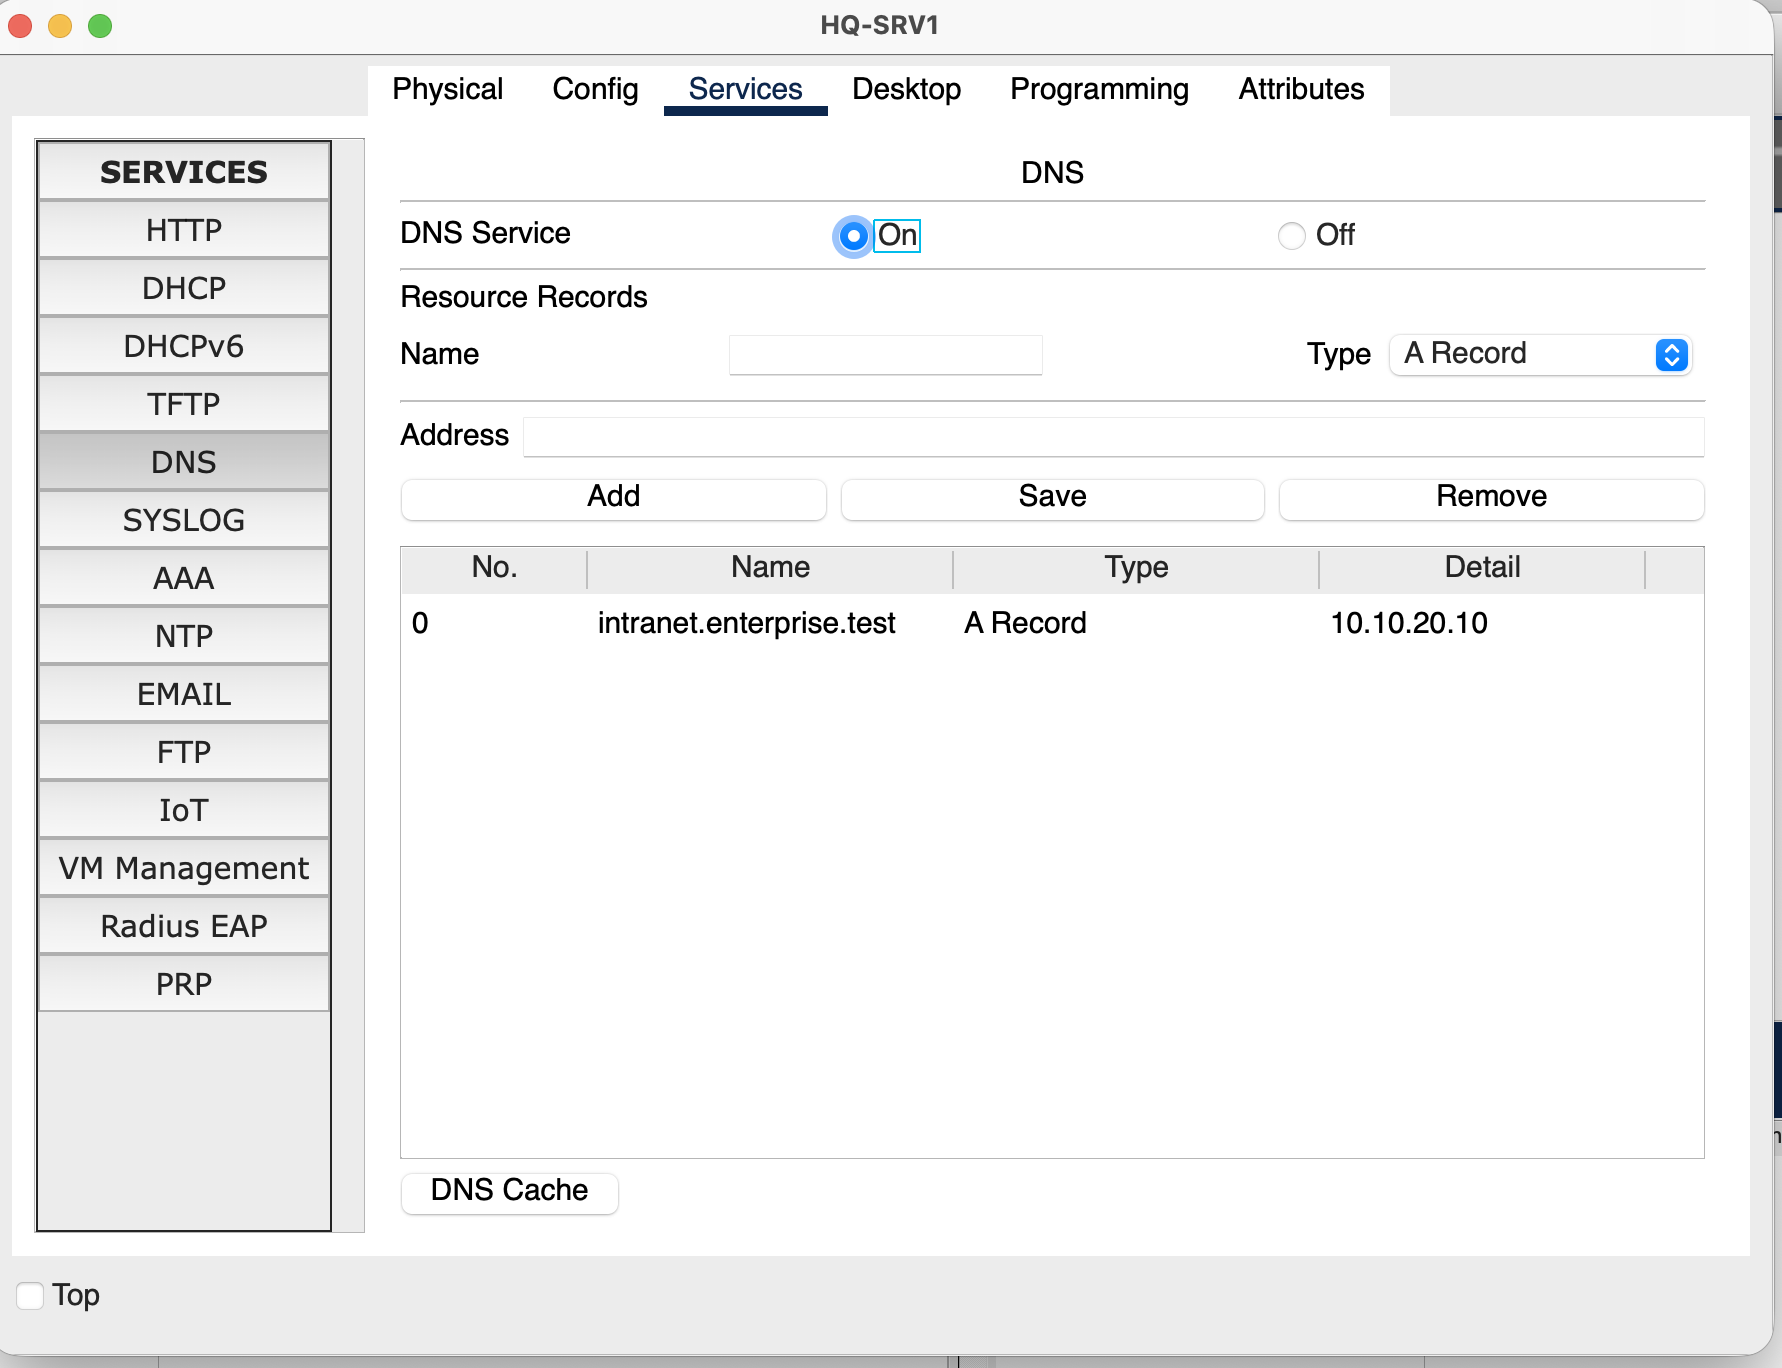 HQ-SRV1
Physical Config Services Desktop Programming Attributes
SERVICES
HTTP
DHCP
DHCPv6
TFTP
DNS
SYSLOG
AAA
NTP
EMAIL
FTP
IoT
VM Management
Radius EAP
PRP
DNS
DNS Service On Off
Resource Records
Name Type A Record
Address
Add Save Remove
No. Name Type Detail
0 intranet.enterprise.test A Record 10.10.20.10
DNS Cache
Top